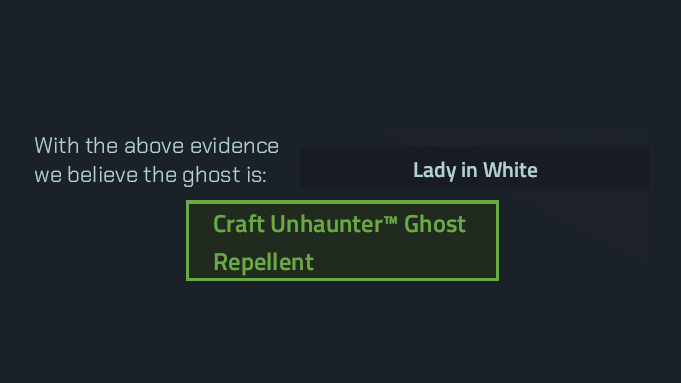 With the above evidence
we believe the ghost is:
Lady in White
Craft Unhaunter™ Ghost
Repellent